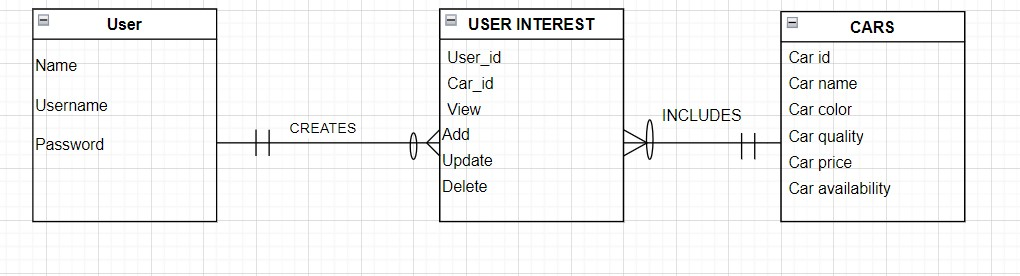 User
Name
Username
Password
CREATES
USER INTEREST
User_id
Car_id
View
Add
Update
Delete
INCLUDES
CARS
Car id
Car name
Car color
Car quality
Car price
Car availability